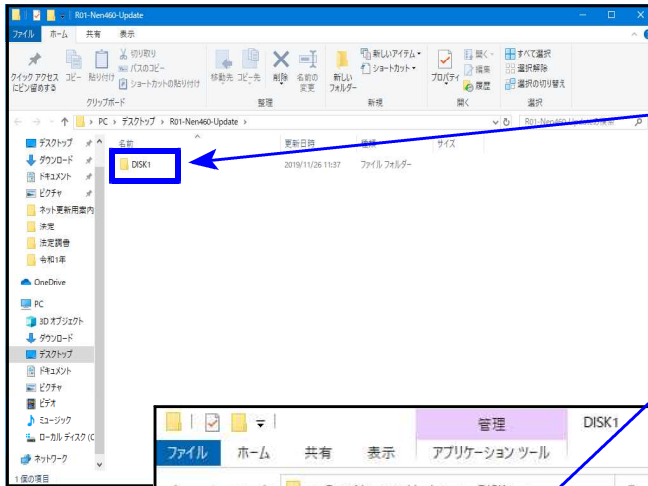 R01-Nen460-Update
ファイル ホーム 共有 表示
クイック アクセス
にピン留めする
コピー 貼り付け
切り取り
パスのコピー
ショートカットの貼り付け
移動先 コピー先 削除 名前の
変更
新しい
フォルダー
新しいアイテム
ショートカット
プロパティ
開く
編集
履歴
すべて選択
選択解除
選択の切り替え
クリップボード 整理 新規 開く 選択
PC > デスクトップ > R01-Nen460-Update >
R01-Nen460-Updateの検索
名前 更新日時 種類 サイズ
DISK1 2019/11/26 11:37 ファイル フォルダー
デスクトップ
ダウンロード
ドキュメント
ピクチャ
ネット更新用案内
法定
法定調書
令和1年
OneDrive
PC
3D オブジェクト
ダウンロード
デスクトップ
ドキュメント
ピクチャ
ビデオ
ミュージック
ローカル ディスク (C
ネットワーク
1 個の項目
管理 DISK1
ファイル ホーム 共有 表示 アプリケーション ツール